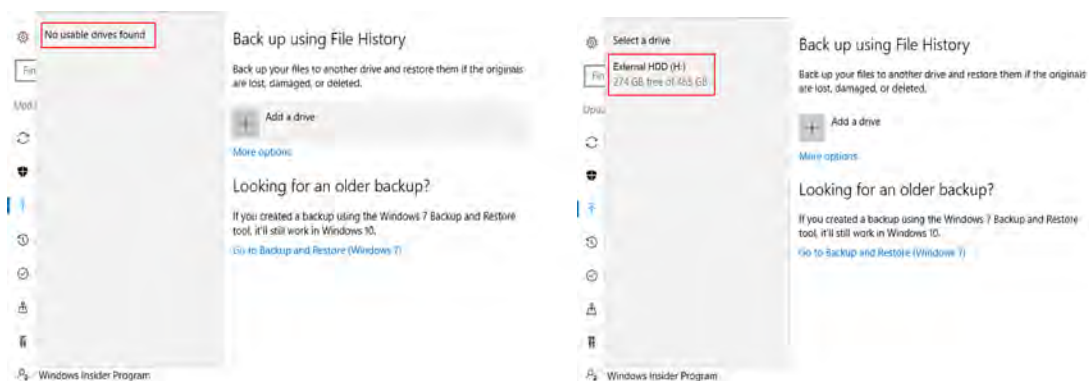 No usable drives found
Back up using File History
Back up your files to another drive and restore them if the originals
are lost, damaged, or deleted.
Add a drive
More options
Looking for an older backup?
If you created a backup using the Windows 7 Backup and Restore
tool, it'll still work in Windows 10.
Go to Backup and Restore (Windows 7)
Windows Insider Program
Select a drive
External HDD (H:)
274 GB free of 465 GB
Back up using File History
Back up your files to another drive and restore them if the originals
are lost, damaged, or deleted.
Add a drive
More options
Looking for an older backup?
If you created a backup using the Windows 7 Backup and Restore
tool, it'll still work in Windows 10.
Go to Backup and Restore (Windows 7)
Windows Insider Program